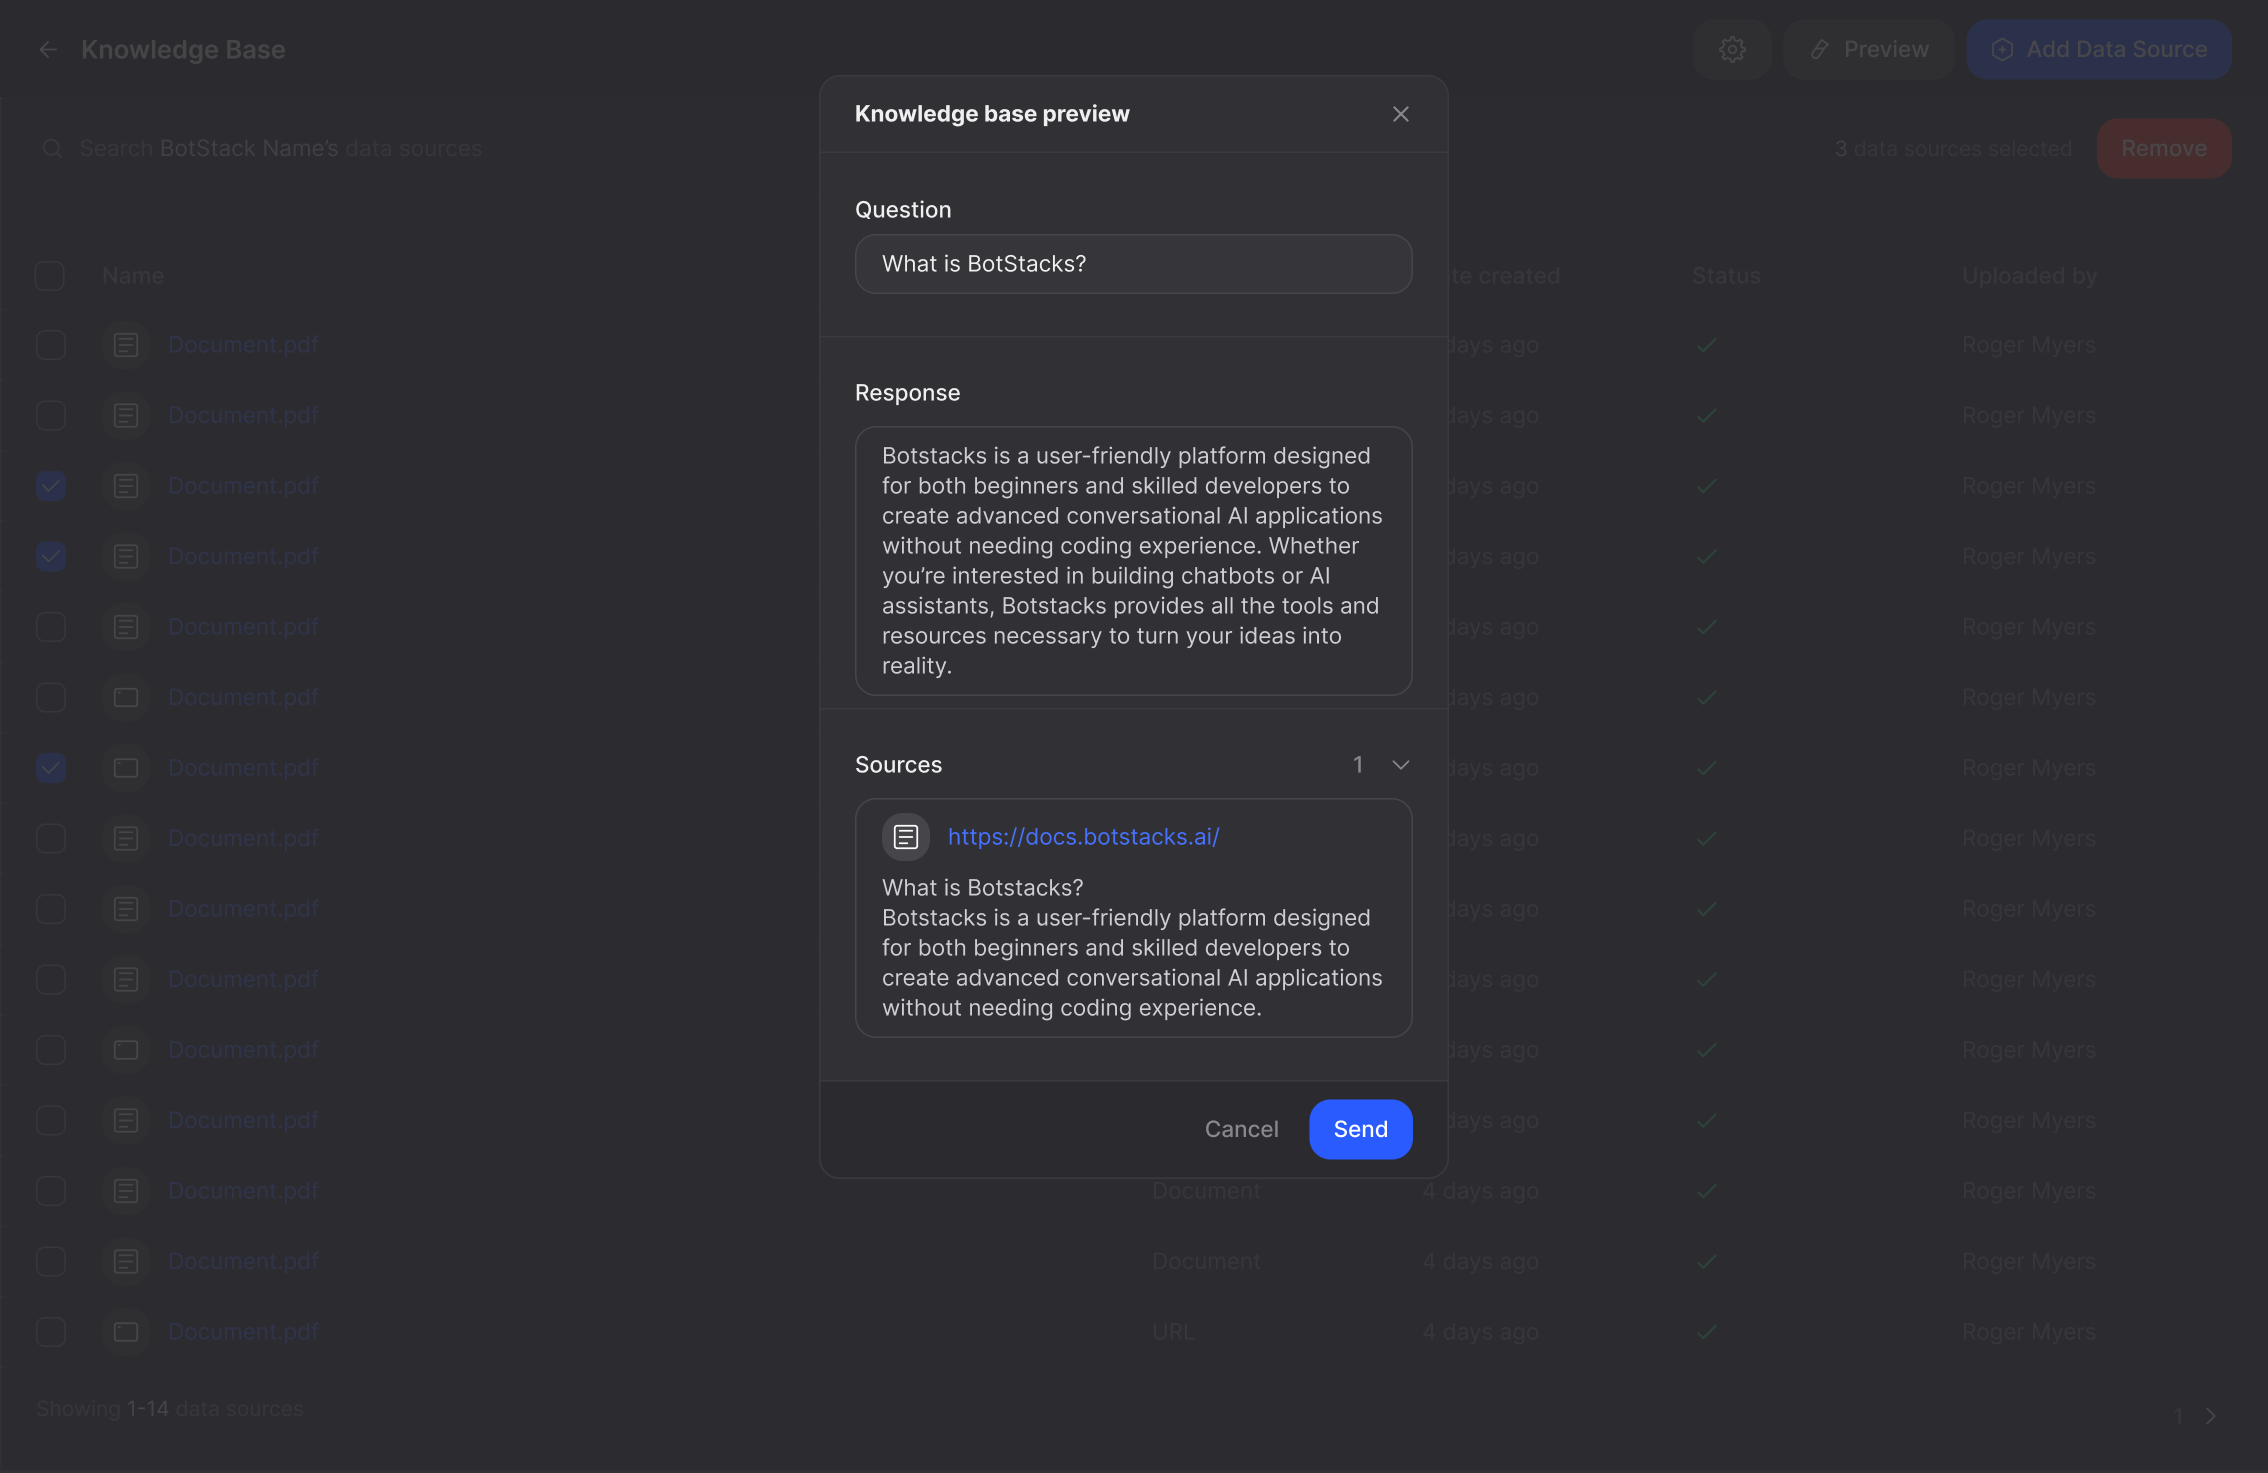 Knowledge Base
Preview
Add Data Source
Search BotStack Name's data sources
3 data sources selected
Remove
Knowledge base preview
Question
What is BotStacks?
Response
Botstacks is a user-friendly platform designed
for both beginners and skilled developers to
create advanced conversational AI applications
without needing coding experience. Whether
you're interested in building chatbots or AI
assistants, Botstacks provides all the tools and
resources necessary to turn your ideas into
reality.
Sources 1
https://docs.botstacks.ai/
What is Botstacks?
Botstacks is a user-friendly platform designed
for both beginners and skilled developers to
create advanced conversational AI applications
without needing coding experience.
Cancel Send
Name created Status Uploaded by
Document.pdf days ago Roger Myers
Document.pdf days ago Roger Myers
Document.pdf days ago Roger Myers
Document.pdf days ago Roger Myers
Document.pdf days ago Roger Myers
Document.pdf days ago Roger Myers
Document.pdf days ago Roger Myers
Document.pdf days ago Roger Myers
Document.pdf days ago Roger Myers
Document.pdf days ago Roger Myers
Document.pdf days ago Roger Myers
Document.pdf days ago Roger Myers
Document.pdf Document 4 days ago Roger Myers
Document.pdf Document 4 days ago Roger Myers
Document.pdf URL 4 days ago Roger Myers
Showing 1-14 data sources
1